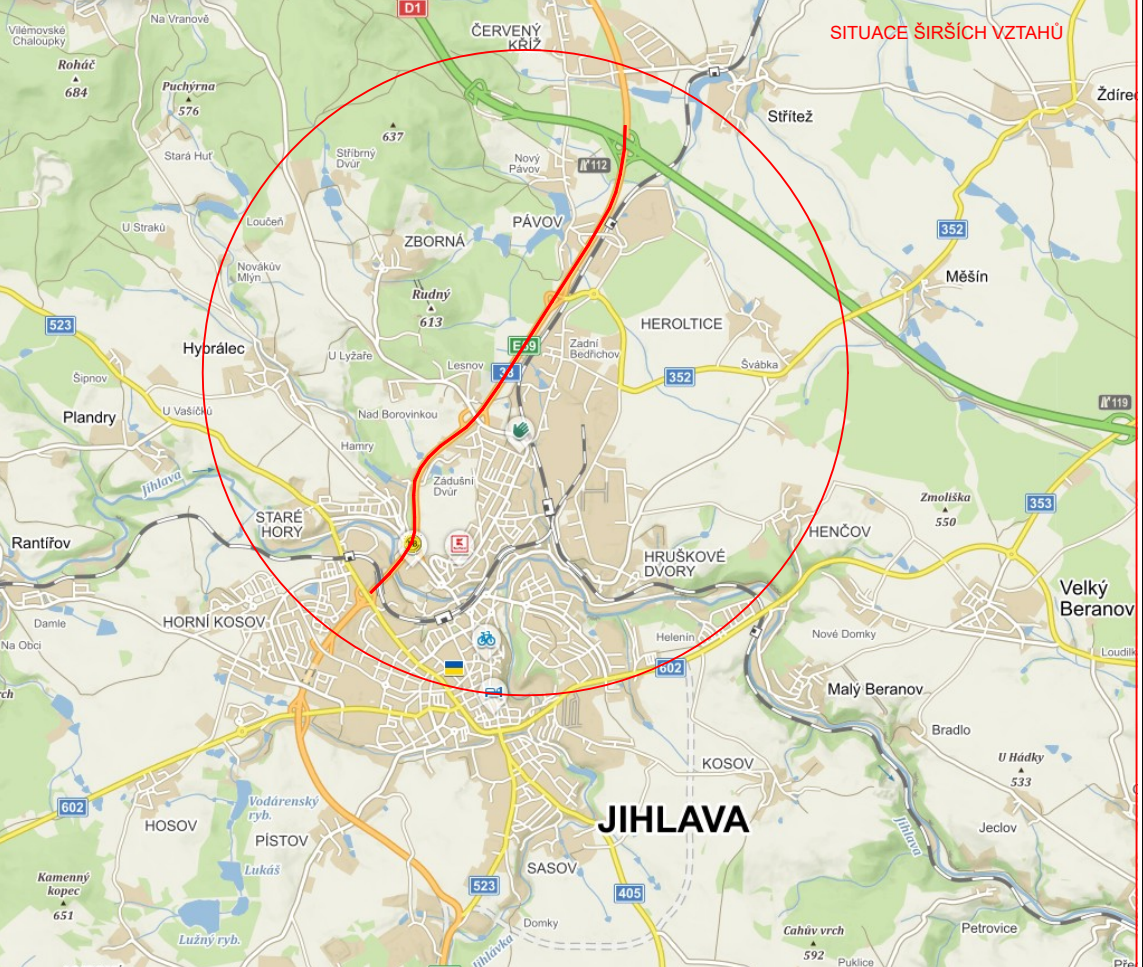 D1
Na Vranově
Vilémovské
Chaloupky
ČERVENÝ
KŘÍŽ
SITUACE ŠIRŠÍCH VZTAHŮ
Roháč
684
Puchýrna
576
637
Střítež
Stará Huť
Stříbrný
Dvůr
Nový
Pávov
112
U Straků
Loučeň
PÁVOV
ZBORNÁ
352
Novákův
Mlýn
Měšín
Rudný
613
523
HEROLTICE
E59
Zadní
Bedřichov
Hybrálec
U Lyžaře
Lesnov
38
Švábka
352
Šipnov
119
Plandry
U Vašíčků
Nad Borovinkou
Hamry
Jihlava
Zádušní
Dvůr
Zmoliška
550
353
STARÉ
HORY
Rantířov
HENČOV
HRUŠKOVÉ
DVORY
Velký
Beranov
Damle
HORNÍ KOSOV
Na Obci
Helenín
Nové Domky
602
Malý Beranov
Bradlo
KOSOV
U Hádky
533
602
Vodárenský
ryb.
HOSOV
PÍSTOV
JIHLAVA
Jihlava
Jeclov
Lukáš
SASOV
Kamenný
kopec
651
523
405
Domky
Lužný ryb.
Jihlávka
Cahův vrch
592
Petrovice
Puklice